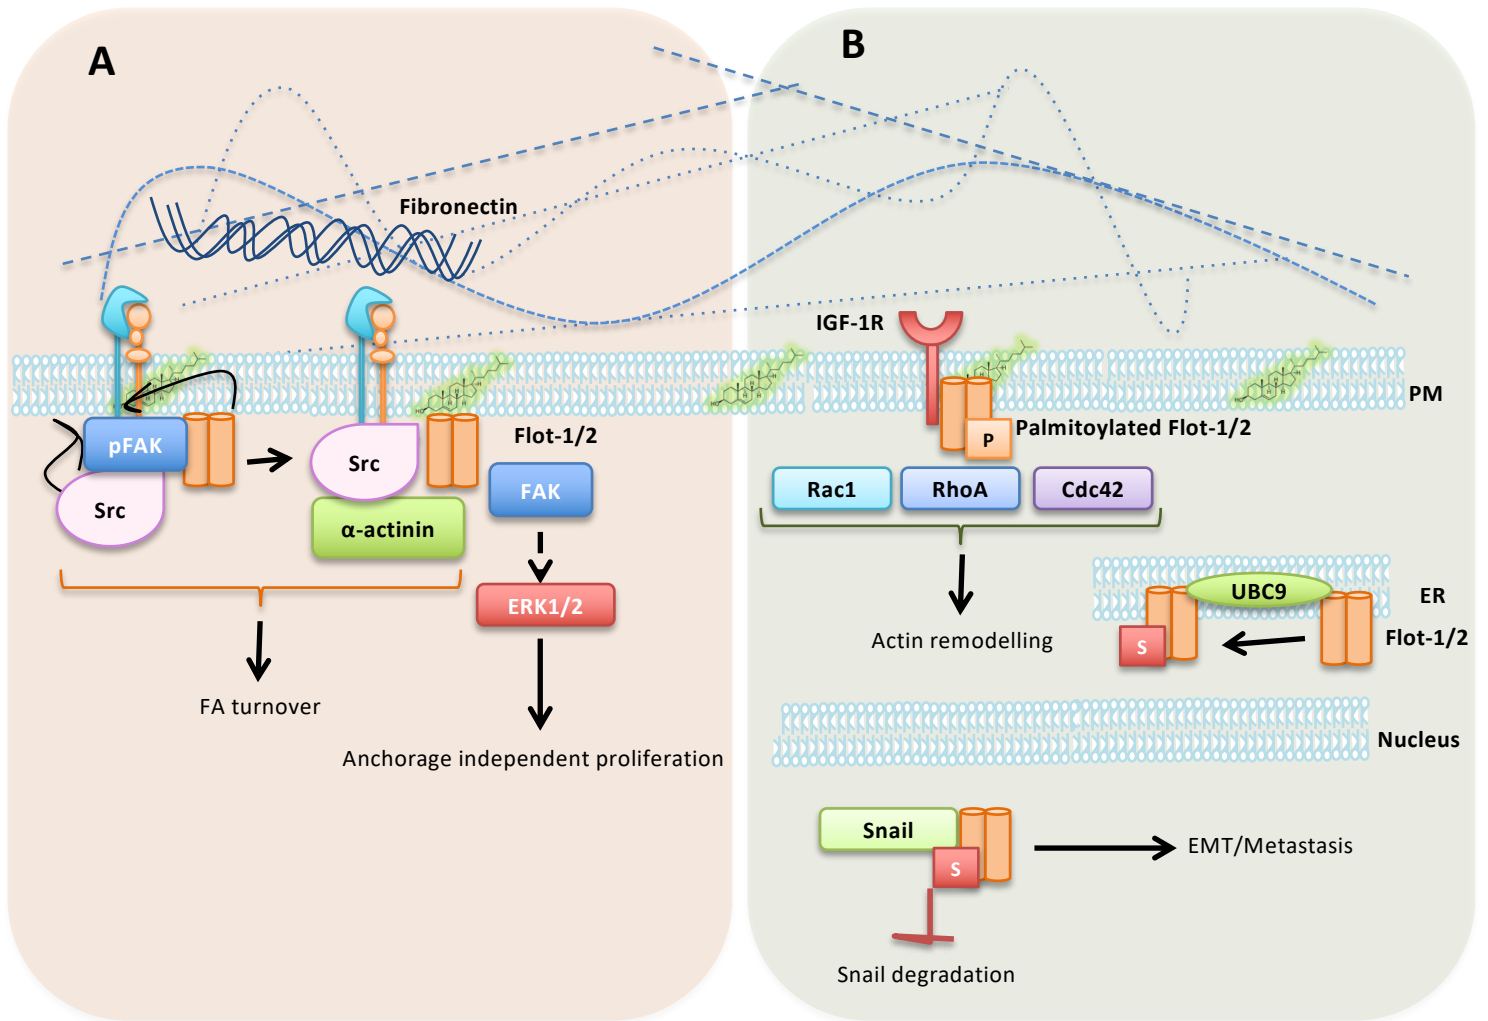 A
B
Fibronectin
IGF-1R
PM
Flot-1/2
Palmitoylated Flot-1/2
P
pFAK
Src
Src
FAK
α-actinin
Rac1
RhoA
Cdc42
ERK1/2
UBC9
ER
Flot-1/2
S
Actin remodelling
FA turnover
Anchorage independent proliferation
Nucleus
Snail
S
EMT/Metastasis
Snail degradation